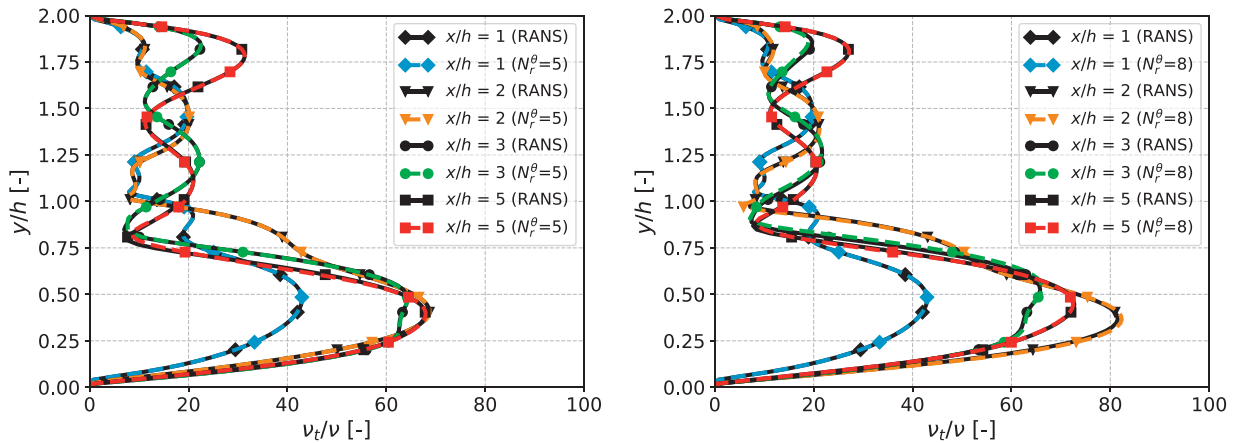 2.00
1.75
1.50
1.25
1.00
0.75
0.50
0.25
0.00
y/h [-]
0 20 40 60 80 100
ν_t/ν [-]
x/h = 1 (RANS)
x/h = 1 (N_r^θ=5)
x/h = 2 (RANS)
x/h = 2 (N_r^θ=5)
x/h = 3 (RANS)
x/h = 3 (N_r^θ=5)
x/h = 5 (RANS)
x/h = 5 (N_r^θ=5)
2.00
1.75
1.50
1.25
1.00
0.75
0.50
0.25
0.00
y/h [-]
0 20 40 60 80 100
ν_t/ν [-]
x/h = 1 (RANS)
x/h = 1 (N_r^θ=8)
x/h = 2 (RANS)
x/h = 2 (N_r^θ=8)
x/h = 3 (RANS)
x/h = 3 (N_r^θ=8)
x/h = 5 (RANS)
x/h = 5 (N_r^θ=8)